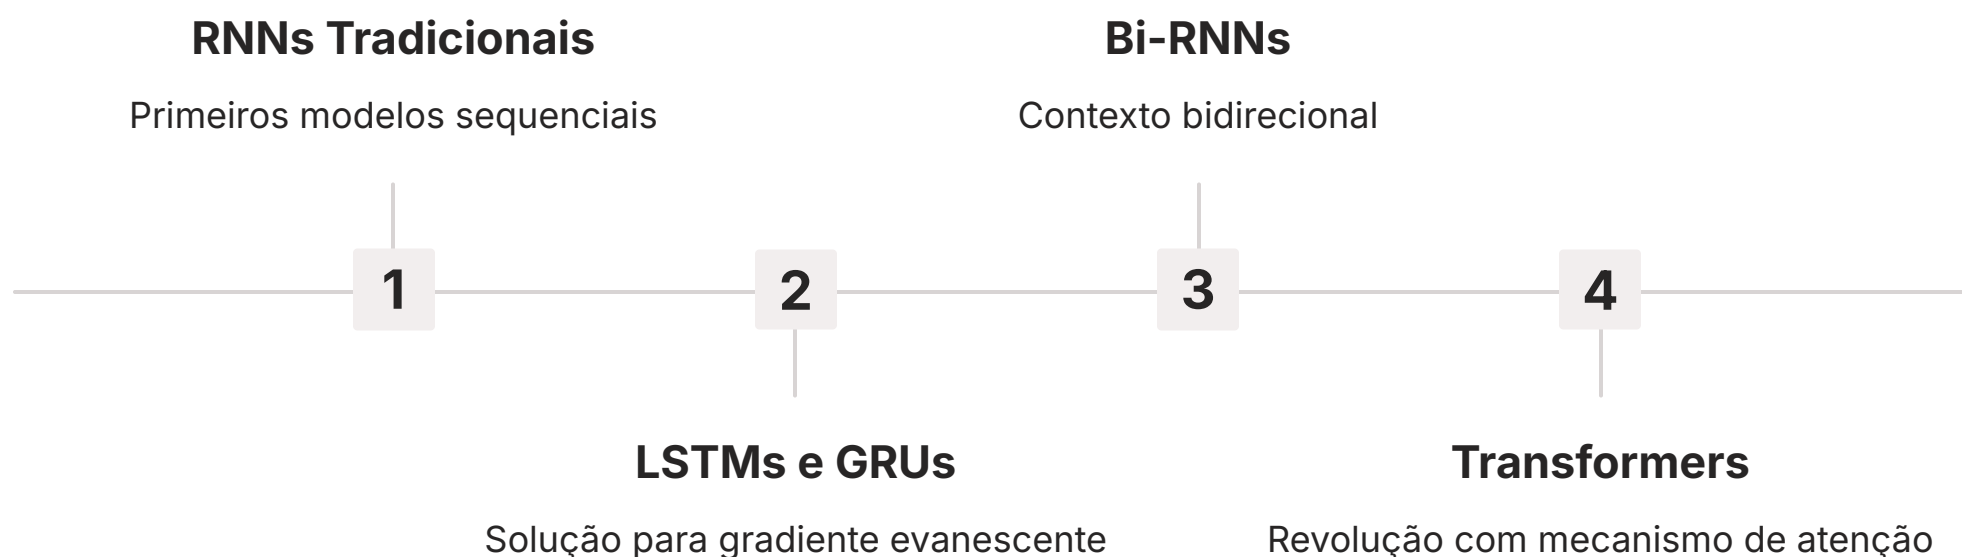 RNNs Tradicionais
Primeiros modelos sequenciais
Bi-RNNs
Contexto bidirecional
1
2
3
4
LSTMs e GRUs
Solução para gradiente evanescente
Transformers
Revolução com mecanismo de atenção